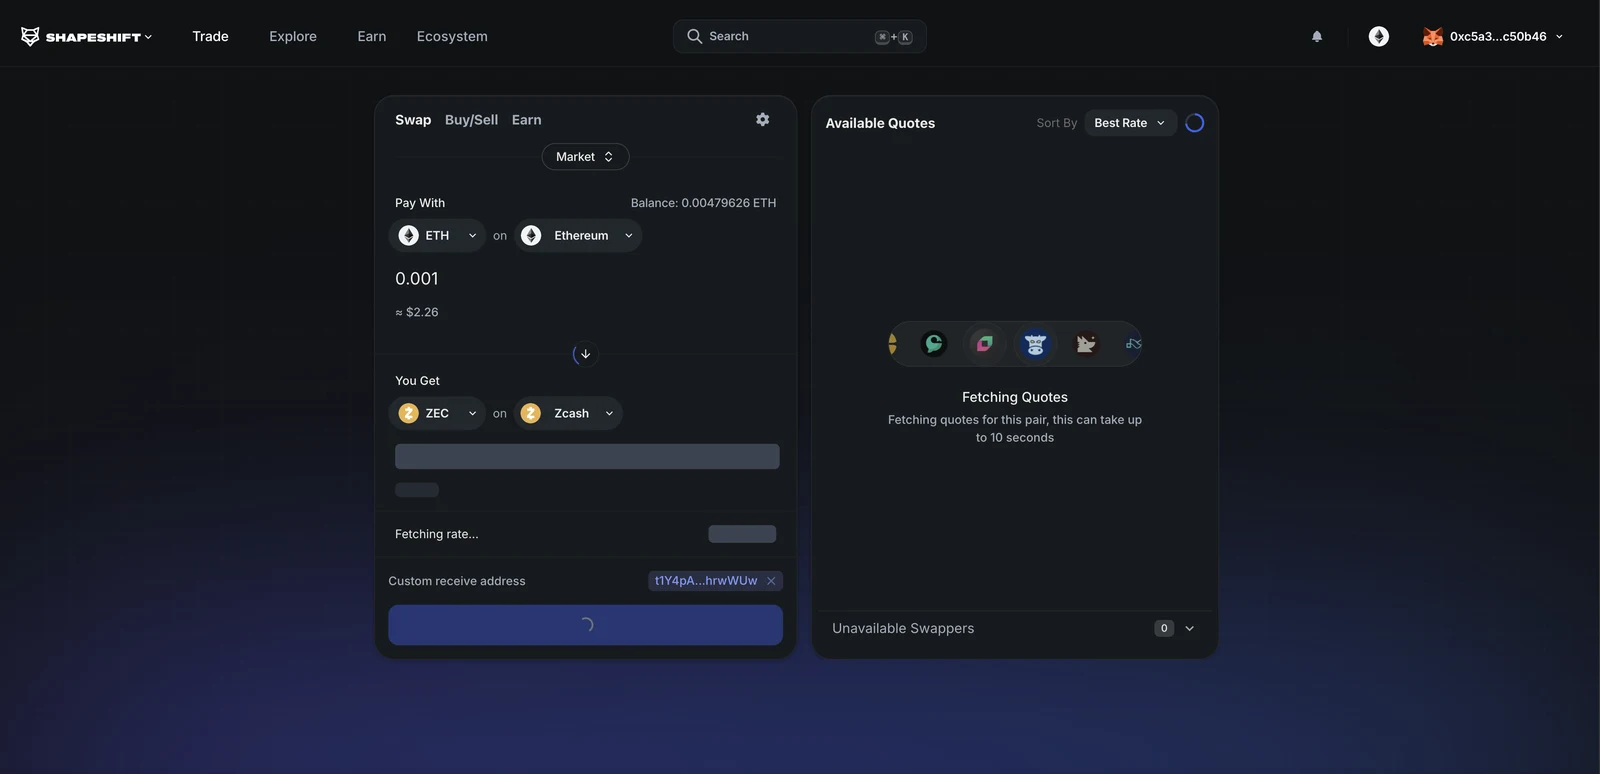 SHAPESHIFT
Trade
Explore
Earn
Ecosystem
Search
⌘+K
0xc5a3...c50b46
Swap
Buy/Sell
Earn
Market
Pay With
Balance: 0.00479626 ETH
ETH
on
Ethereum
0.001
≈ $2.26
You Get
ZEC
on
Zcash
Fetching rate...
Custom receive address
t1Y4pA...hrwWUw
Available Quotes
Sort By
Best Rate
Fetching Quotes
Fetching quotes for this pair, this can take up
to 10 seconds
Unavailable Swappers
0